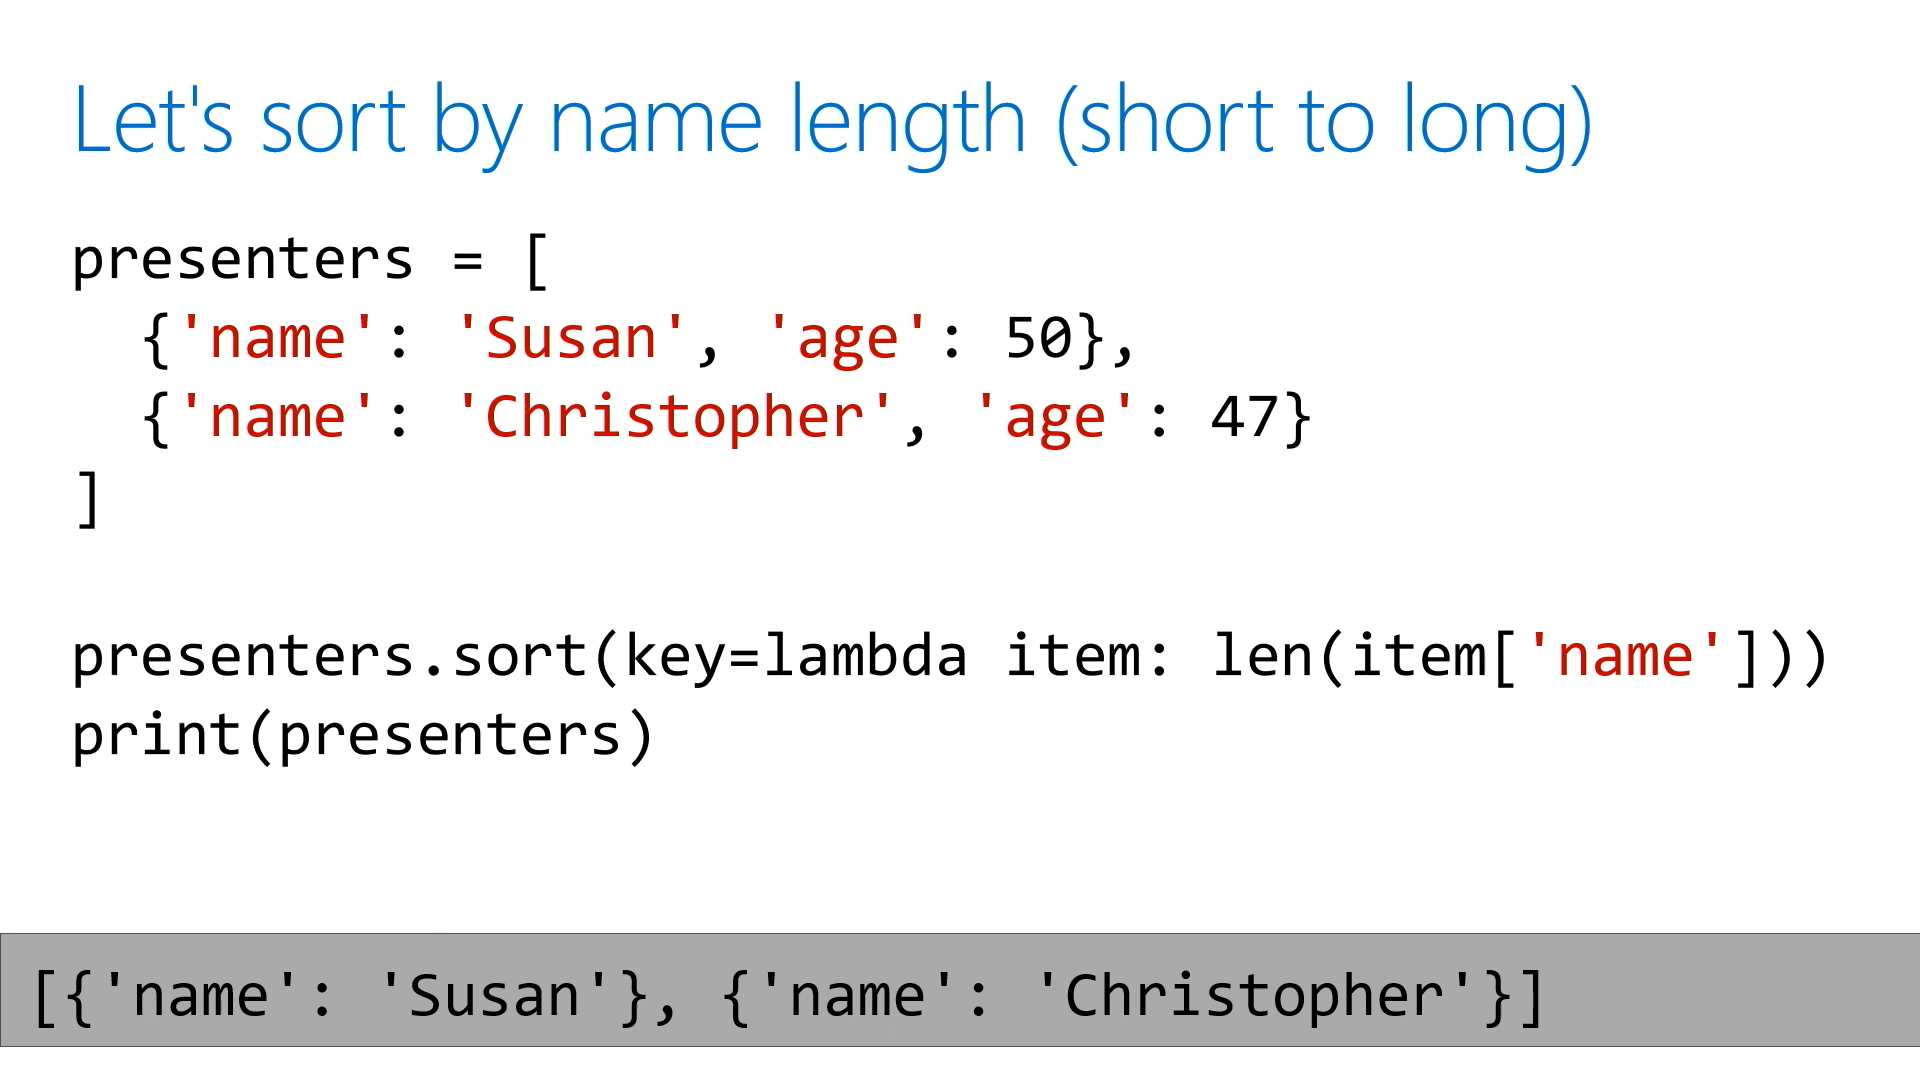 Let's sort by name length (short to long)
presenters = [
  {'name': 'Susan', 'age': 50},
  {'name': 'Christopher', 'age': 47}
]
presenters.sort(key=lambda item: len(item['name']))
print(presenters)
[{'name': 'Susan'}, {'name': 'Christopher'}]